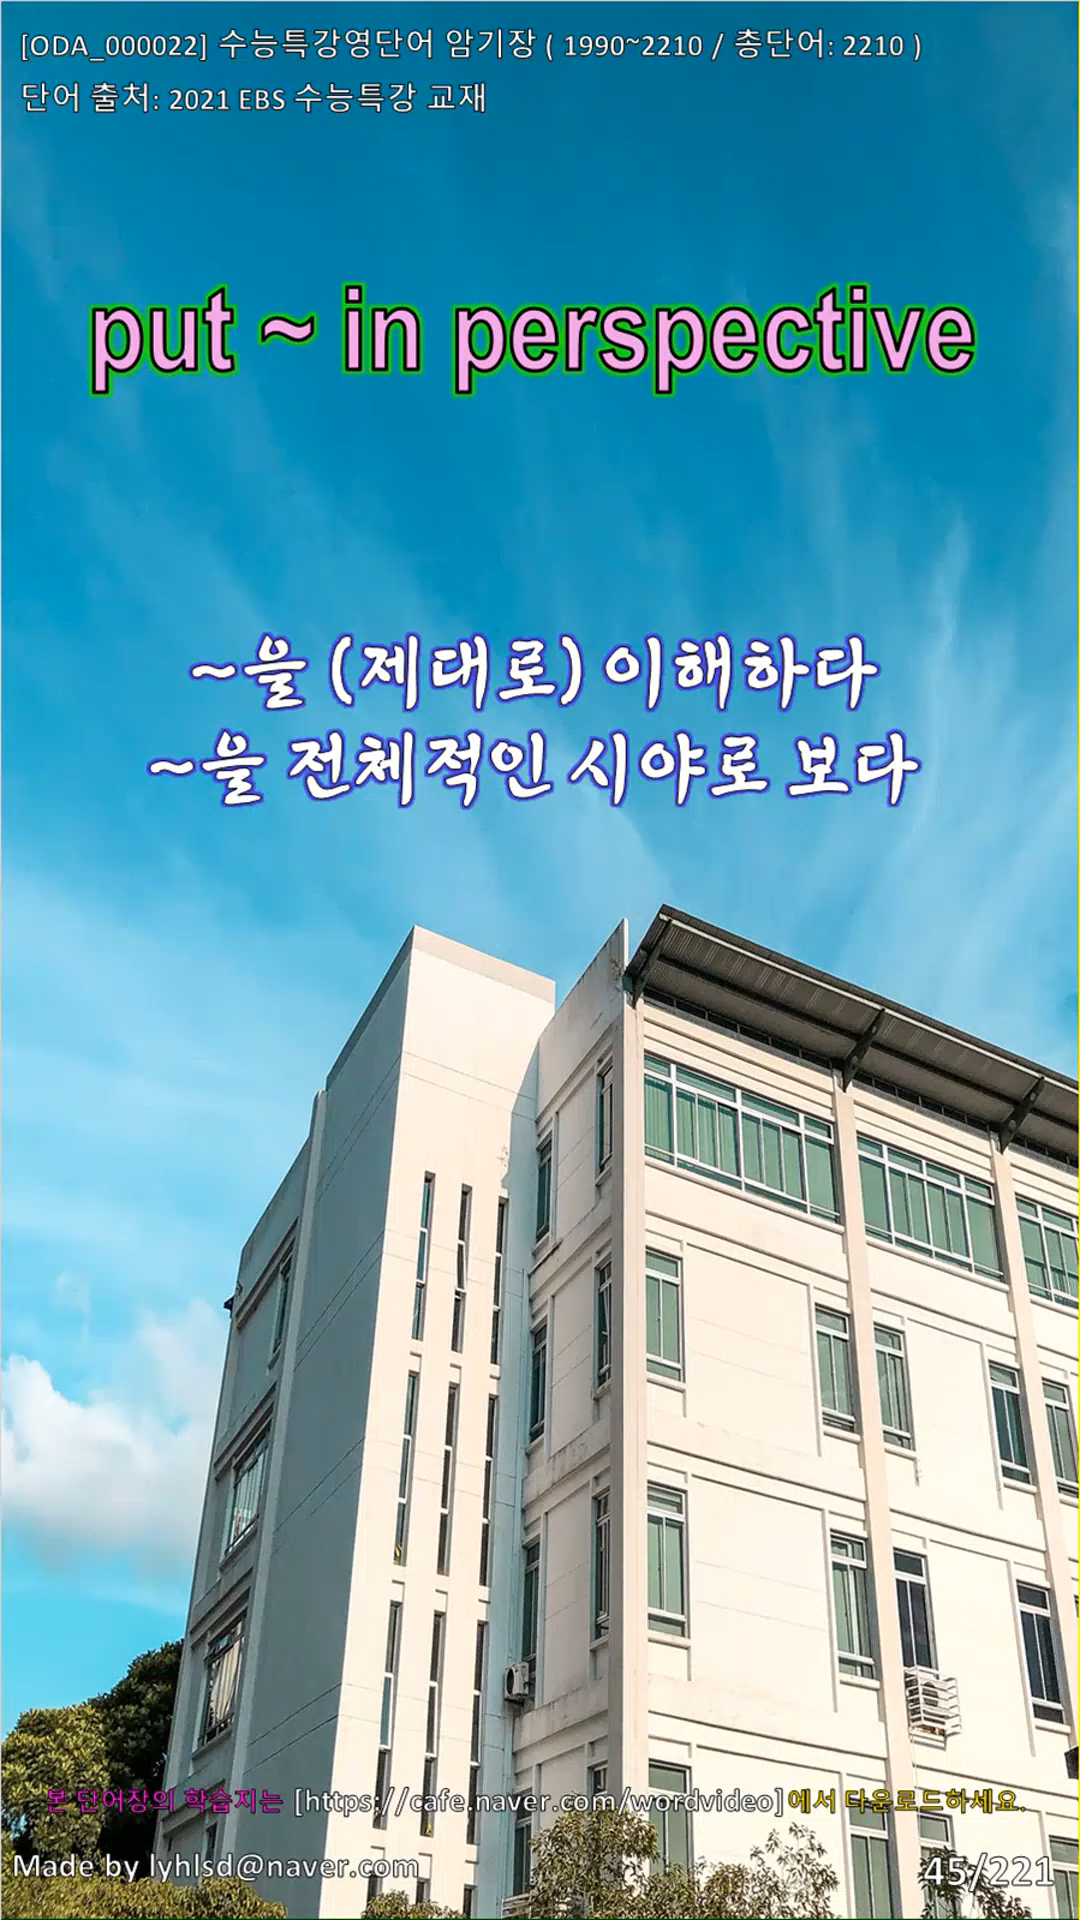 [ODA_000022] 수능특강영단어 암기장 ( 1990~2210 / 총단어: 2210 )
단어 출처: 2021 EBS 수능특강 교재
put ~ in perspective
~을 (제대로) 이해하다
~을 전체적인 시야로 보다
본 단어장의 학습지는 [https://cafe.naver.com/wordvideo]에서 다운로드하세요.
Made by lyhlsd@naver.com
45/221